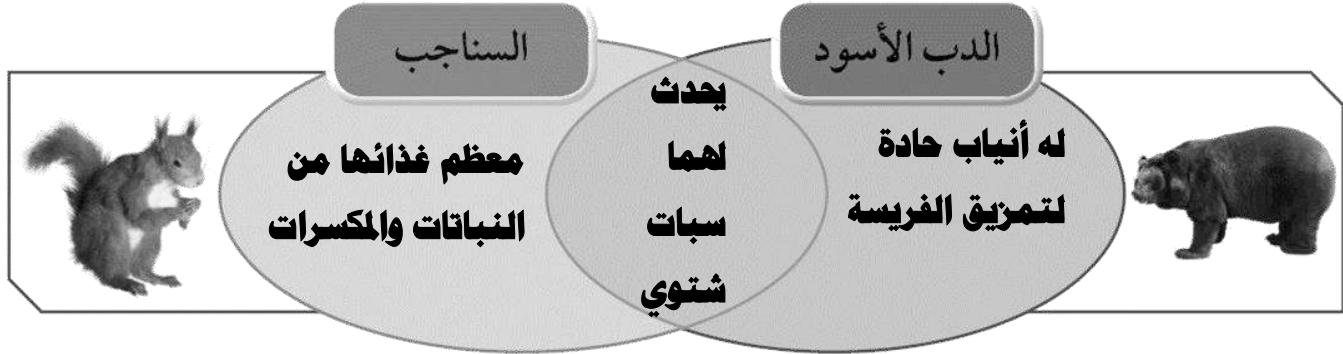 الدب الأسود
له أنياب حادة
لتمزيق الفريسة
يحدث
لهما
سبات
شتوي
السناجب
معظم غذائها من
النباتات والمكسرات